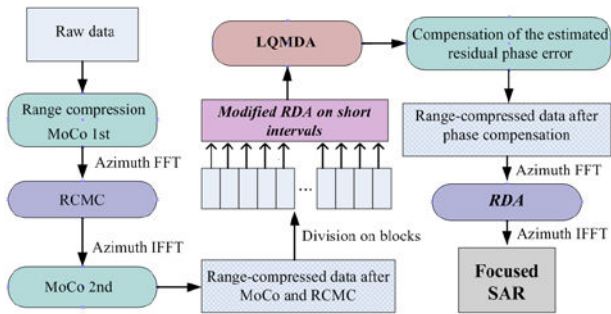 Raw data
Range compression
MoCo 1st
Azimuth FFT
RCMC
Azimuth IFFT
MoCo 2nd
Range-compressed data after
MoCo and RCMC
Division on blocks
...
Modified RDA on short
intervals
LQMDA
Compensation of the estimated
residual phase error
Range-compressed data after
phase compensation
Azimuth FFT
RDA
Azimuth IFFT
Focused
SAR